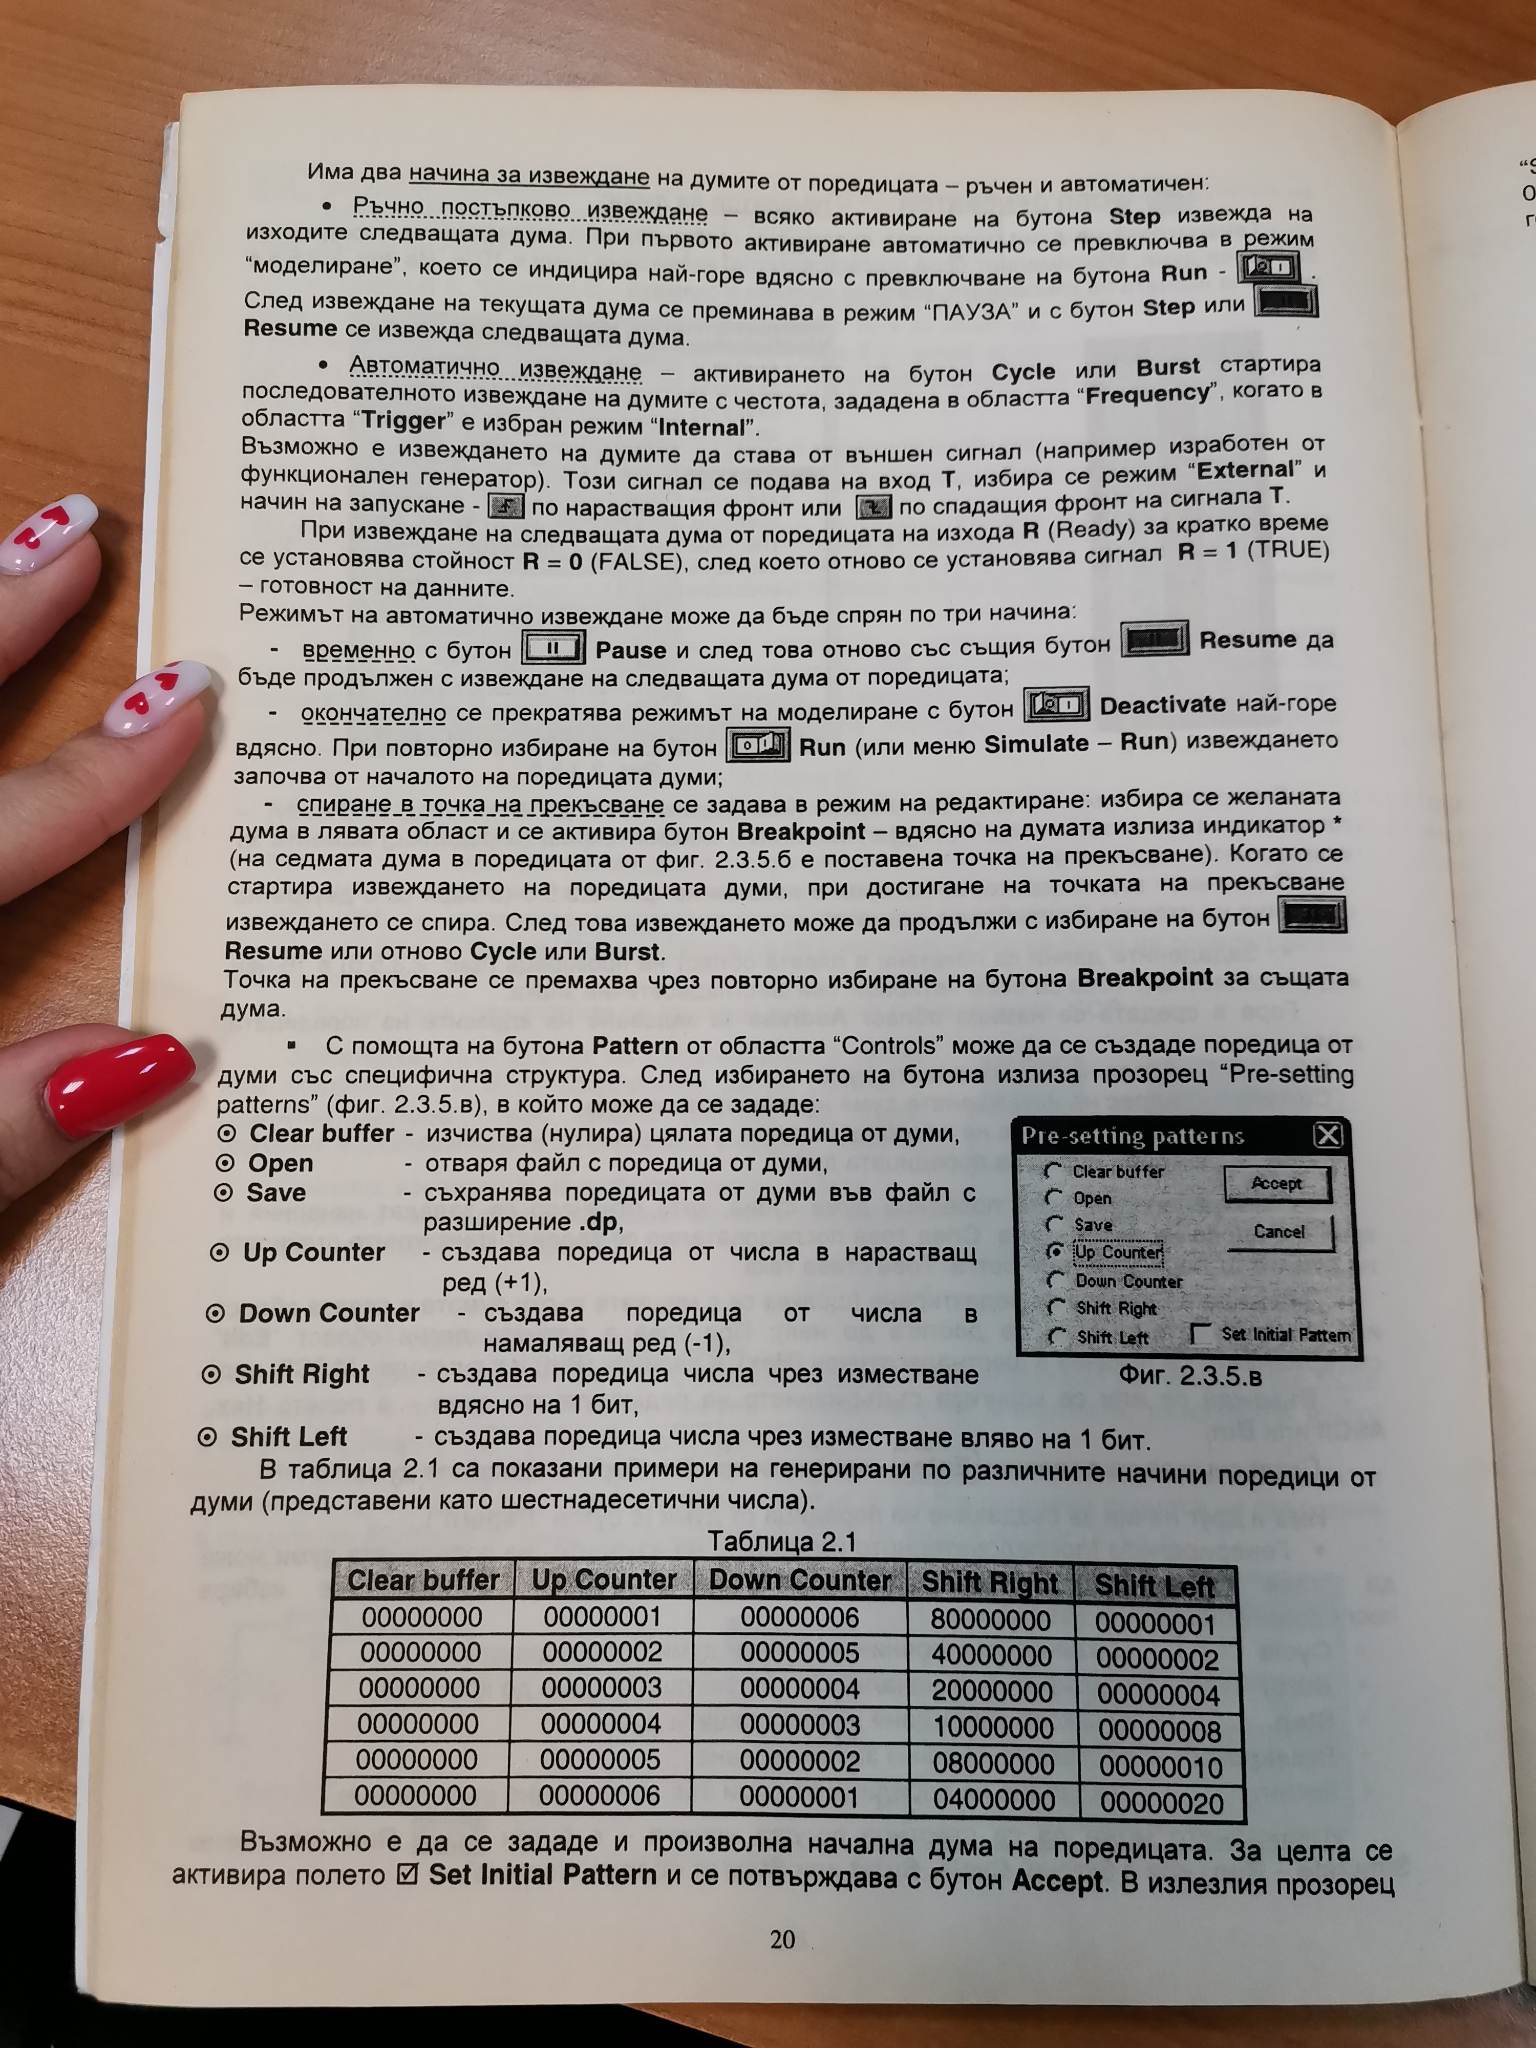 Има два начина за извеждане на думите от поредицата – ръчен и автоматичен:
• Ръчно постъпково извеждане – всяко активиране на бутона Step извежда на
изходите следващата дума. При първото активиране автоматично се превключва в режим
“моделиране”, което се индицира най-горе вдясно с превключване на бутона Run - .
След извеждане на текущата дума се преминава в режим “ПАУЗА” и с бутон Step или
Resume се извежда следващата дума.
• Автоматично извеждане – активирането на бутон Cycle или Burst стартира
последователното извеждане на думите с честота, зададена в областта “Frequency”, когато в
областта “Trigger” е избран режим “Internal”.
Възможно е извеждането на думите да става от външен сигнал (например изработен от
функционален генератор). Този сигнал се подава на вход T, избира се режим “External” и
начин на запускане - по нарастващия фронт или по спадащия фронт на сигнала T.
При извеждане на следващата дума от поредицата на изхода R (Ready) за кратко време
се установява стойност R = 0 (FALSE), след което отново се установява сигнал R = 1 (TRUE)
– готовност на данните.
Режимът на автоматично извеждане може да бъде спрян по три начина:
- временно с бутон Pause и след това отново със същия бутон Resume да
бъде продължен с извеждане на следващата дума от поредицата;
- окончателно се прекратява режимът на моделиране с бутон Deactivate най-горе
вдясно. При повторно избиране на бутон Run (или меню Simulate – Run) извеждането
започва от началото на поредицата думи;
- спиране в точка на прекъсване се задава в режим на редактиране: избира се желаната
дума в лявата област и се активира бутон Breakpoint – вдясно на думата излиза индикатор *
(на седмата дума в поредицата от фиг. 2.3.5.б е поставена точка на прекъсване). Когато се
стартира извеждането на поредицата думи, при достигане на точката на прекъсване
извеждането се спира. След това извеждането може да продължи с избиране на бутон
Resume или отново Cycle или Burst.
Точка на прекъсване се премахва чрез повторно избиране на бутона Breakpoint за същата
дума.
▪ С помощта на бутона Pattern от областта “Controls” може да се създаде поредица от
думи със специфична структура. След избирането на бутона излиза прозорец “Pre-setting
patterns” (фиг. 2.3.5.в), в който може да се зададе:
⊙ Clear buffer - изчиства (нулира) цялата поредица от думи,
⊙ Open - отваря файл с поредица от думи,
⊙ Save - съхранява поредицата от думи във файл с
разширение .dp,
⊙ Up Counter - създава поредица от числа в нарастващ
ред (+1),
⊙ Down Counter - създава поредица от числа в
намаляващ ред (-1),
⊙ Shift Right - създава поредица числа чрез изместване
вдясно на 1 бит,
⊙ Shift Left - създава поредица числа чрез изместване вляво на 1 бит.
Pre-setting patterns
Clear buffer Accept
Open
Save Cancel
Up Counter
Down Counter
Shift Right
Shift Left Set Initial Pattern
Фиг. 2.3.5.в
В таблица 2.1 са показани примери на генерирани по различните начини поредици от
думи (представени като шестнадесетични числа).
Таблица 2.1
Clear buffer Up Counter Down Counter Shift Right Shift Left
00000000 00000001 00000006 80000000 00000001
00000000 00000002 00000005 40000000 00000002
00000000 00000003 00000004 20000000 00000004
00000000 00000004 00000003 10000000 00000008
00000000 00000005 00000002 08000000 00000010
00000000 00000006 00000001 04000000 00000020
Възможно е да се зададе и произволна начална дума на поредицата. За целта се
активира полето ☑ Set Initial Pattern и се потвърждава с бутон Accept. В излезлия прозорец
20